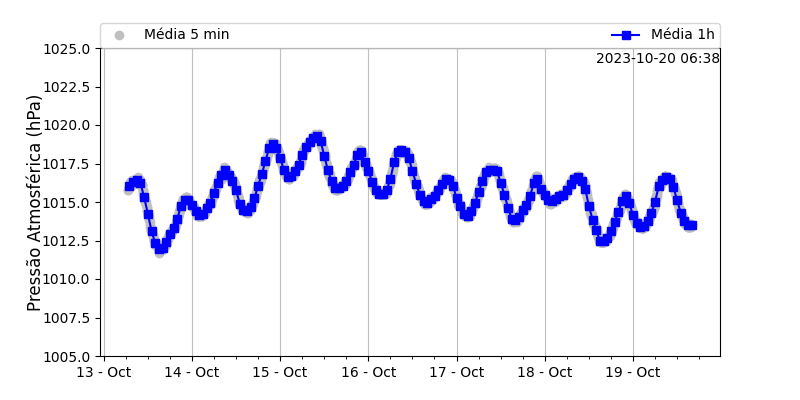 Média 5 min
Média 1h
2023-10-20 06:38
Pressão Atmosférica (hPa)
1025.0
1022.5
1020.0
1017.5
1015.0
1012.5
1010.0
1007.5
1005.0
13 - Oct
14 - Oct
15 - Oct
16 - Oct
17 - Oct
18 - Oct
19 - Oct